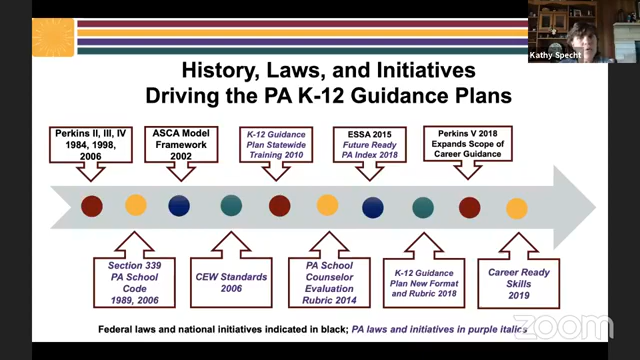 Kathy Specht
History, Laws, and Initiatives
Driving the PA K-12 Guidance Plans
Perkins II, III, IV
1984, 1998,
2006
ASCA Model
Framework
2002
K-12 Guidance
Plan Statewide
Training 2010
ESSA 2015
Future Ready
PA Index 2018
Perkins V 2018
Expands Scope of
Career Guidance
Section 339
PA School
Code
1989, 2006
CEW Standards
2006
PA School
Counselor
Evaluation
Rubric 2014
K-12 Guidance
Plan New Format
and Rubric 2018
Career Ready
Skills
2019
Federal laws and national initiatives indicated in black; PA laws and initiatives in purple italics
zoom